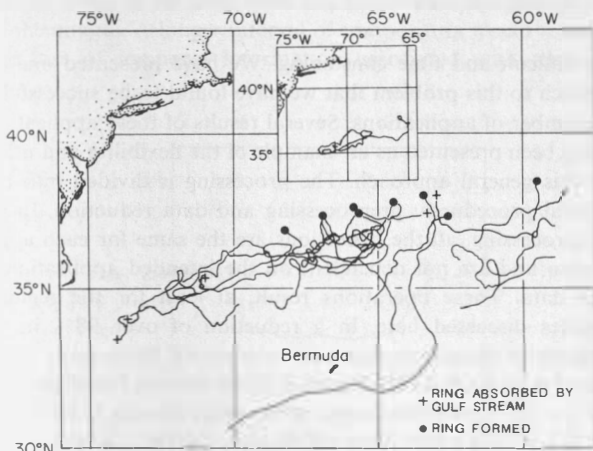 75°W 70°W 65°W 60°W
75°W 70° 65°
40°
35°
40°N
35°N
30°N
Bermuda
+ RING ABSORBED BY
GULF STREAM
● RING FORMED